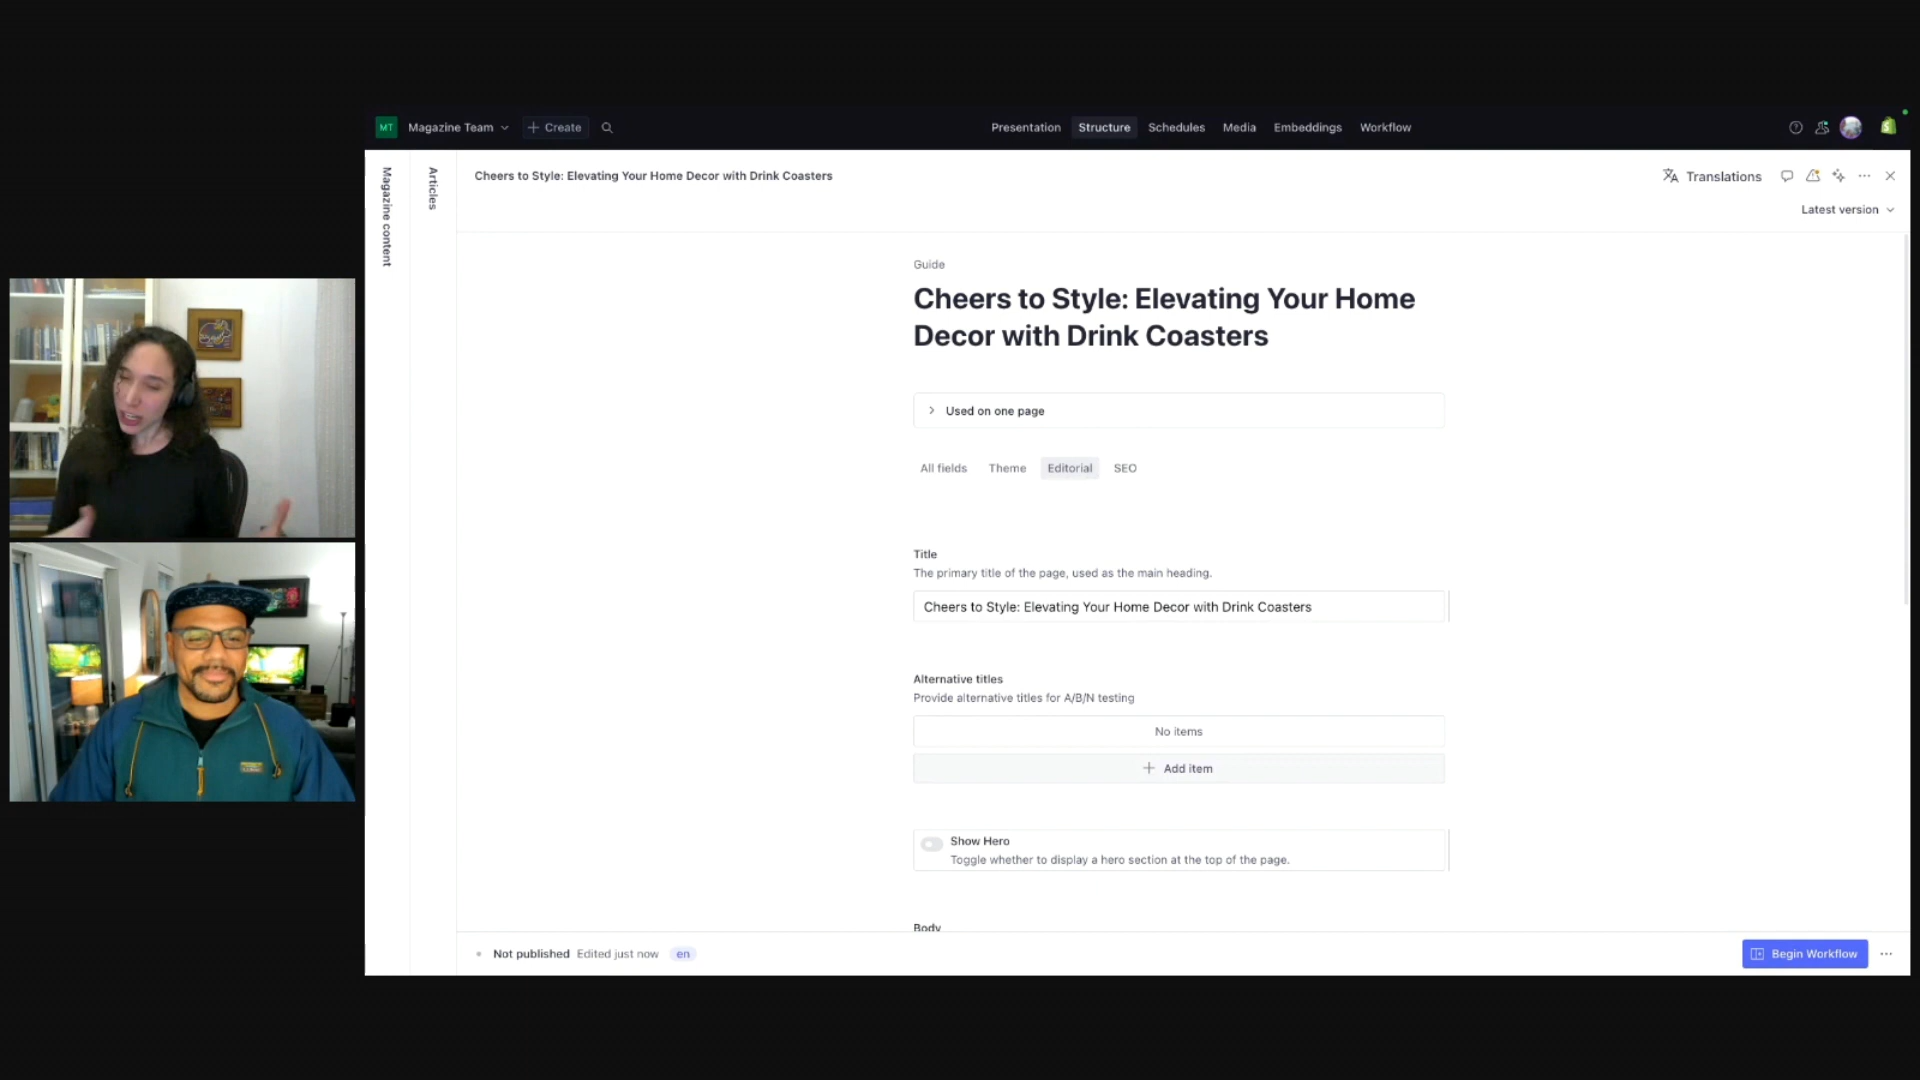 MT Magazine Team Create
Presentation Structure Schedules Media Embeddings Workflow
Magazine content
Articles
Cheers to Style: Elevating Your Home Decor with Drink Coasters
Translations
Latest version
Guide
Cheers to Style: Elevating Your Home
Decor with Drink Coasters
Used on one page
All fields Theme Editorial SEO
Title
The primary title of the page, used as the main heading.
Cheers to Style: Elevating Your Home Decor with Drink Coasters
Alternative titles
Provide alternative titles for A/B/N testing
No items
Add item
Show Hero
Toggle whether to display a hero section at the top of the page.
Body
Not published Edited just now en
Begin Workflow